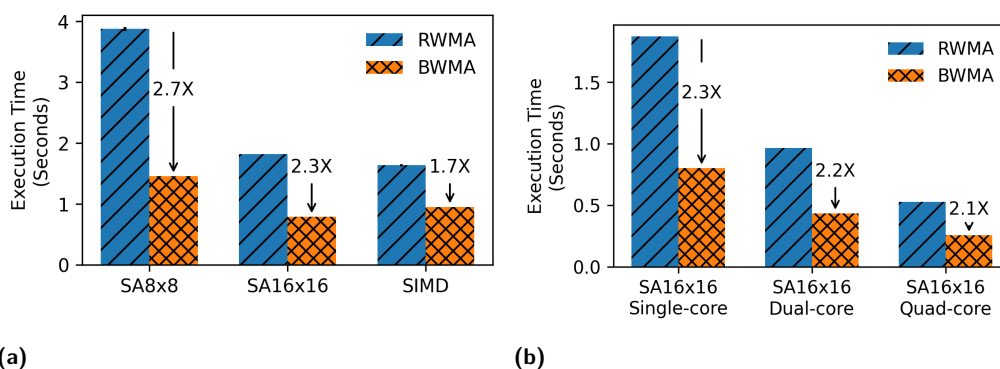 4
3
2
1
0
Execution Time
(Seconds)
RWMA
BWMA
2.7X
2.3X
1.7X
SA8x8
SA16x16
SIMD
(a)
1.5
1.0
0.5
0.0
Execution Time
(Seconds)
RWMA
BWMA
2.3X
2.2X
2.1X
SA16x16
Single-core
SA16x16
Dual-core
SA16x16
Quad-core
(b)